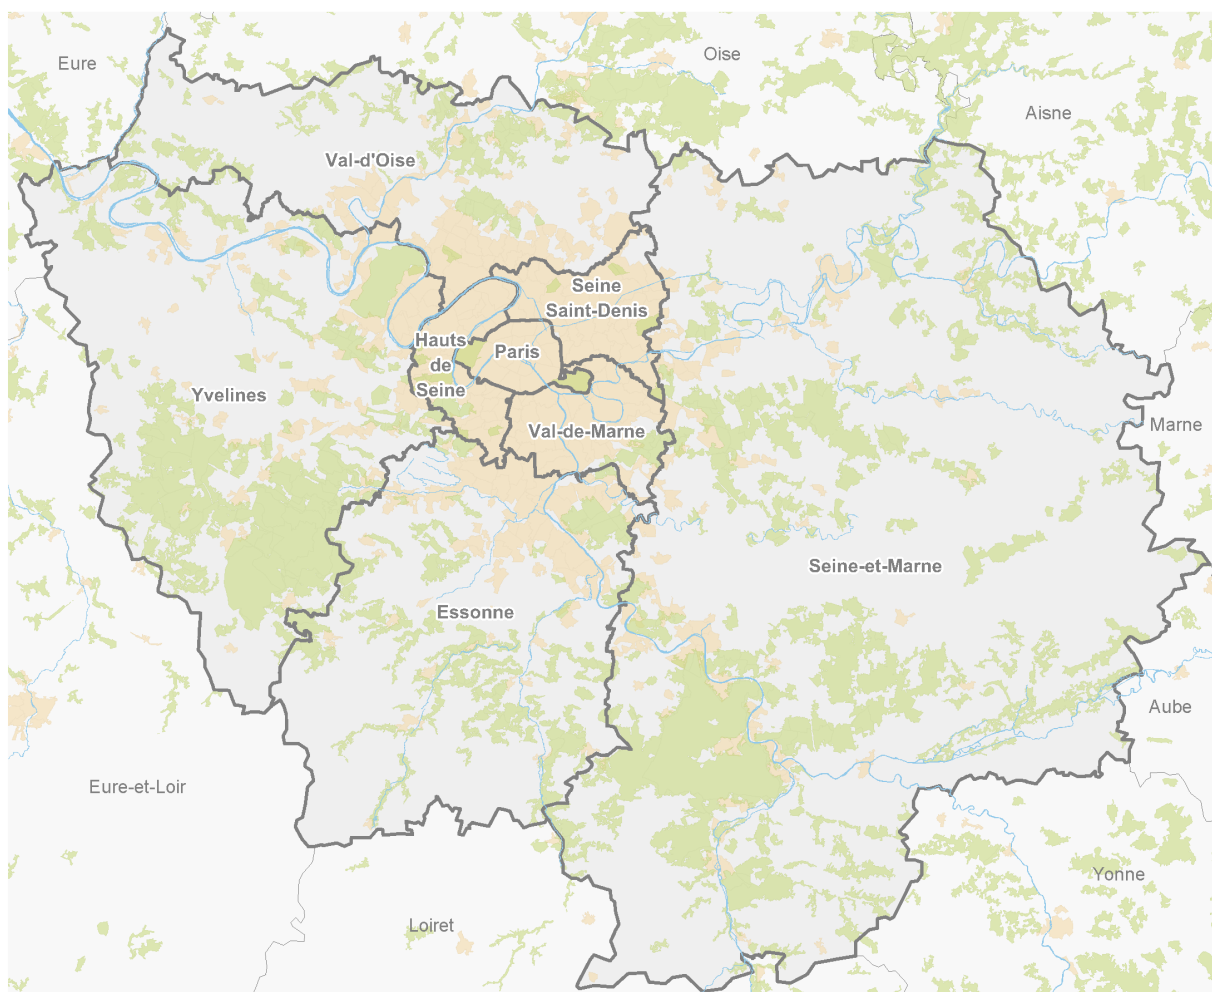 Oise
Eure
Aisne
Val-d'Oise
Seine
Saint-Denis
Hauts
de
Seine
Paris
Yvelines
Marne
Val-de-Marne
Seine-et-Marne
Essonne
Aube
Eure-et-Loir
Yonne
Loiret